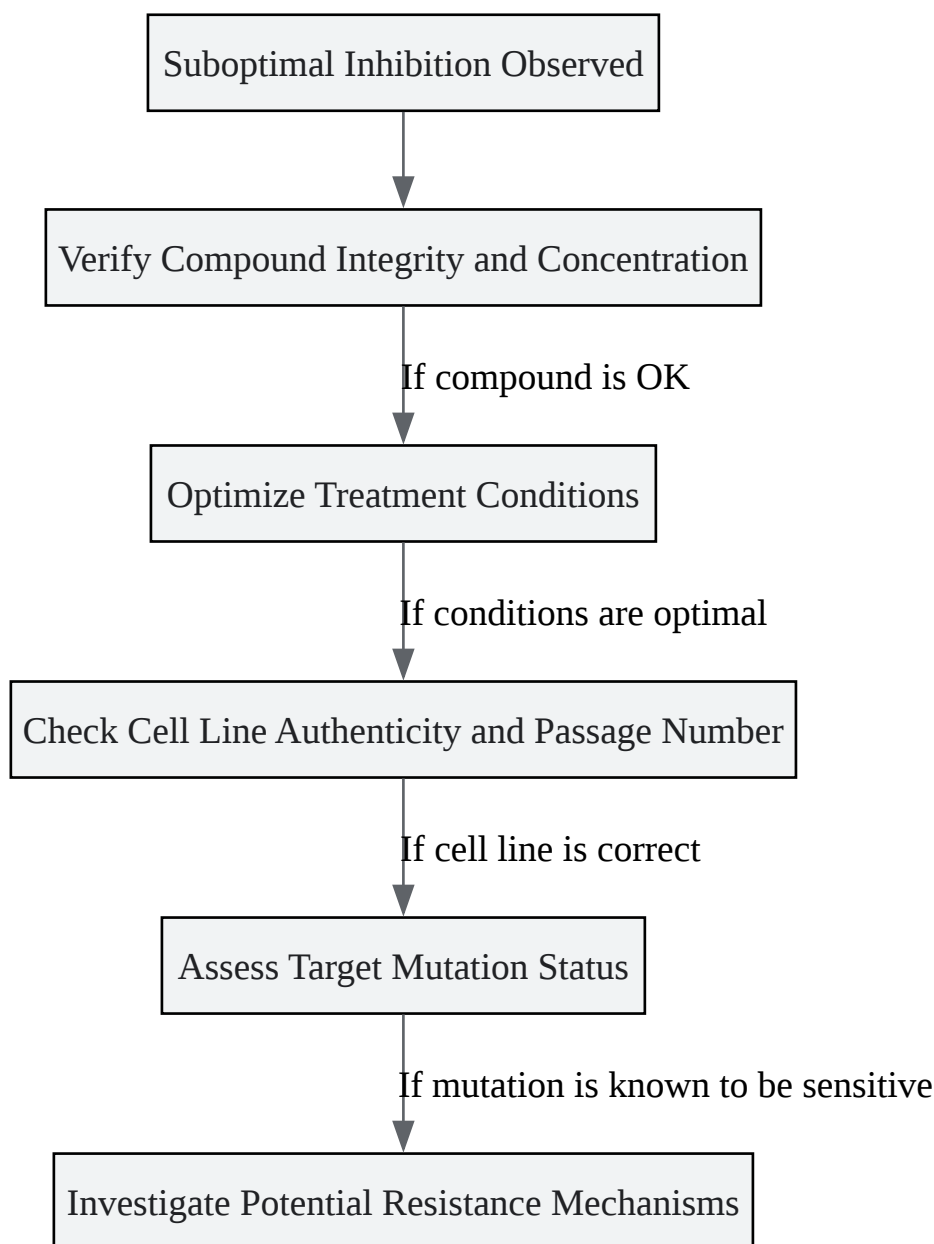 Suboptimal Inhibition Observed
Verify Compound Integrity and Concentration
If compound is OK
Optimize Treatment Conditions
If conditions are optimal
Check Cell Line Authenticity and Passage Number
If cell line is correct
Assess Target Mutation Status
If mutation is known to be sensitive
Investigate Potential Resistance Mechanisms